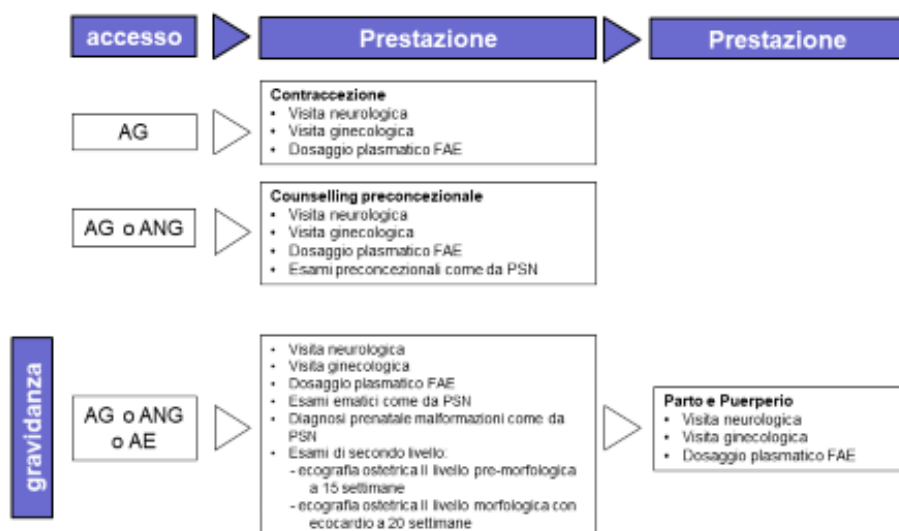 accesso
Prestazione
Prestazione
AG
Contraccezione
• Visita neurologica
• Visita ginecologica
• Dosaggio plasmatico FAE
AG o ANG
Counselling preconcezionale
• Visita neurologica
• Visita ginecologica
• Dosaggio plasmatico FAE
• Esami preconcezionali come da PSN
gravidanza
AG o ANG
o AE
• Visita neurologica
• Visita ginecologica
• Dosaggio plasmatico FAE
• Esami ematici come da PSN
• Diagnosi prenatale malformazioni come da
PSN
• Esami di secondo livello:
- ecografia ostetrica II livello pre-morfologica
a 15 settimane
- ecografia ostetrica II livello morfologica con
ecocardio a 20 settimane
Parto e Puerperio
• Visita neurologica
• Visita ginecologica
• Dosaggio plasmatico FAE